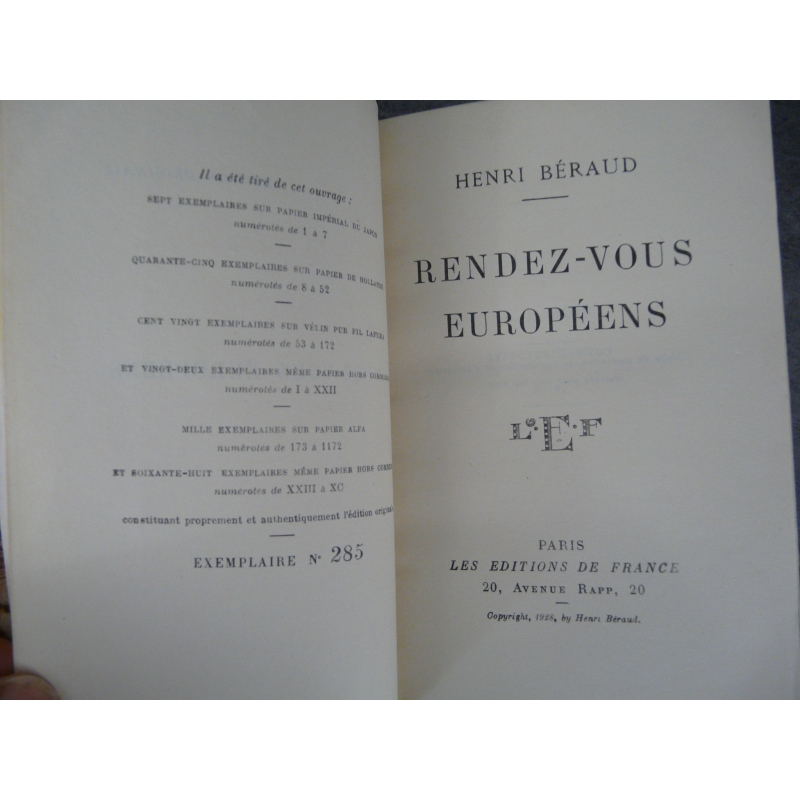 Il a été tiré de cet ouvrage :
SEPT EXEMPLAIRES SUR PAPIER IMPÉRIAL DU JAPON
numérotés de 1 à 7
QUARANTE-CINQ EXEMPLAIRES SUR PAPIER DE HOLLANDE
numérotés de 8 à 52
CENT VINGT EXEMPLAIRES SUR VÉLIN PUR FIL LAFUMA
numérotés de 53 à 172
ET VINGT-DEUX EXEMPLAIRES MÊME PAPIER HORS
numérotés de I à XXII
MILLE EXEMPLAIRES SUR PAPIER ALFA
numérotés de 173 à 1172
ET SOIXANTE-HUIT EXEMPLAIRES MÊME PAPIER HORS
numérotés de XXIII à XC
constituant proprement et authentiquement l'édition
EXEMPLAIRE N° 285
HENRI BÉRAUD
RENDEZ-VOUS
EUROPÉENS
L E F
PARIS
LES EDITIONS DE FRANCE
20, AVENUE RAPP, 20
Copyright, 1928, by Henri Béraud.